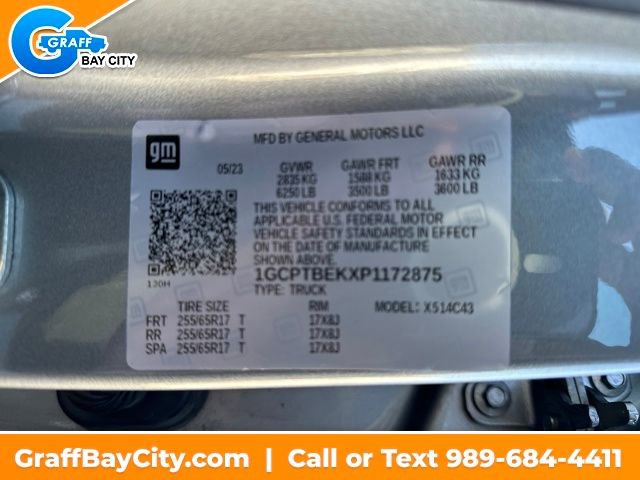 GRAFF
BAY CITY
gm
MFD BY GENERAL MOTORS LLC
05/23 GVWR GAWR FRT GAWR RR
2835 KG 1588 KG 1633 KG
6250 LB 3500 LB 3600 LB
THIS VEHICLE CONFORMS TO ALL
APPLICABLE U.S. FEDERAL MOTOR
VEHICLE SAFETY STANDARDS IN EFFECT
ON THE DATE OF MANUFACTURE
SHOWN ABOVE.
1GCPTBEKXP1172875
130H TYPE: TRUCK
TIRE SIZE RIM MODEL: X514C43
FRT 255/65R17 T 17X8J
RR 255/65R17 T 17X8J
SPA 255/65R17 T 17X8J
GraffBayCity.com | Call or Text 989-684-4411